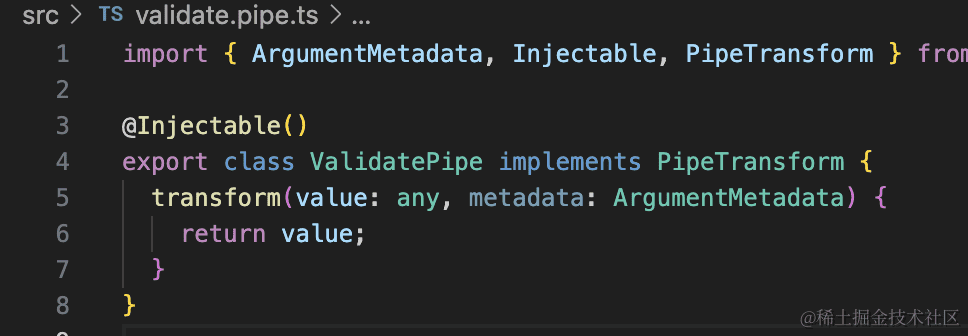 src > TS validate.pipe.ts > ...
1 import { ArgumentMetadata, Injectable, PipeTransform } from
2
3 @Injectable()
4 export class ValidatePipe implements PipeTransform {
5 transform(value: any, metadata: ArgumentMetadata) {
6 return value;
7 }
8 }
@稀土掘金技术社区